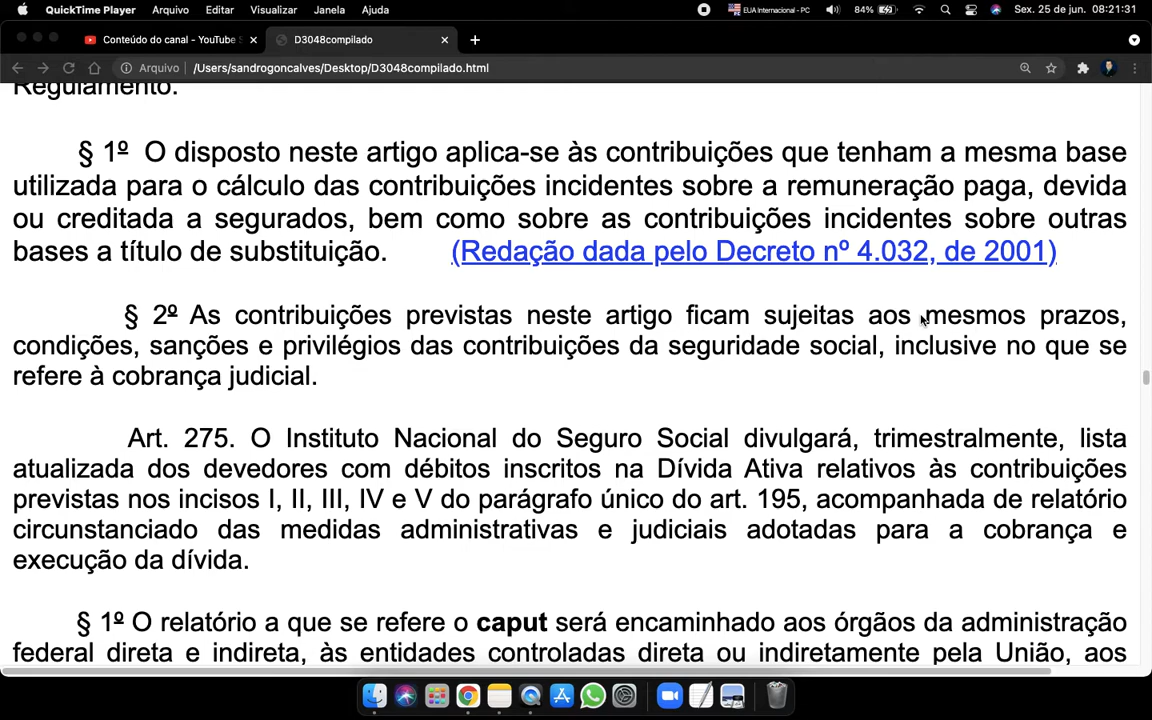 QuickTime Player Arquivo Editar Visualizar Janela Ajuda EUA Internacional - PC 84% Sex. 25 de jun. 08:21:31
Conteúdo do canal - YouTube S D3048compilado
Arquivo /Users/sandrogoncalves/Desktop/D3048compilado.html
Regulamento.
§ 1º O disposto neste artigo aplica-se às contribuições que tenham a mesma base
utilizada para o cálculo das contribuições incidentes sobre a remuneração paga, devida
ou creditada a segurados, bem como sobre as contribuições incidentes sobre outras
bases a título de substituição. (Redação dada pelo Decreto nº 4.032, de 2001)
§ 2º As contribuições previstas neste artigo ficam sujeitas aos mesmos prazos,
condições, sanções e privilégios das contribuições da seguridade social, inclusive no que se
refere à cobrança judicial.
Art. 275. O Instituto Nacional do Seguro Social divulgará, trimestralmente, lista
atualizada dos devedores com débitos inscritos na Dívida Ativa relativos às contribuições
previstas nos incisos I, II, III, IV e V do parágrafo único do art. 195, acompanhada de relatório
circunstanciado das medidas administrativas e judiciais adotadas para a cobrança e
execução da dívida.
§ 1º O relatório a que se refere o caput será encaminhado aos órgãos da administração
federal direta e indireta, às entidades controladas direta ou indiretamente pela União, aos